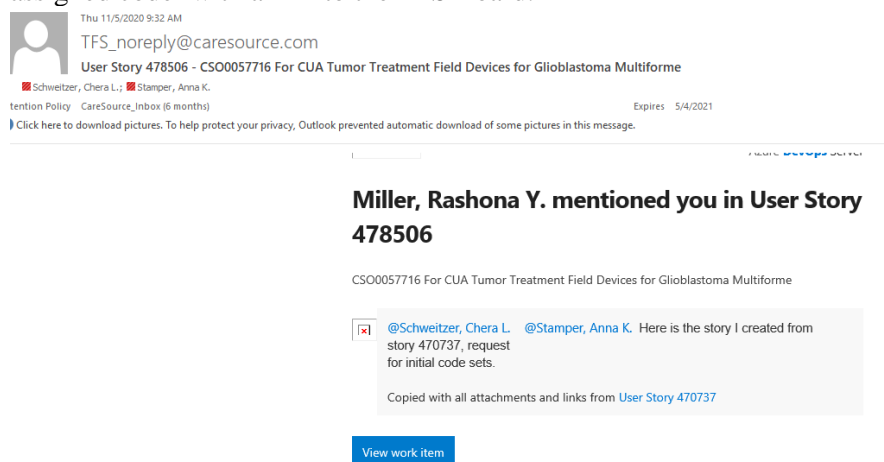 Thu 11/5/2020 9:32 AM
TFS_noreply@caresource.com
User Story 478506 - CSO0057716 For CUA Tumor Treatment Field Devices for Glioblastoma Multiforme
Schweitzer, Chera L.; Stamper, Anna K.
tention Policy CareSource_Inbox (6 months) Expires 5/4/2021
Click here to download pictures. To help protect your privacy, Outlook prevented automatic download of some pictures in this message.
Azure DevOps Server
Miller, Rashona Y. mentioned you in User Story
478506
CSO0057716 For CUA Tumor Treatment Field Devices for Glioblastoma Multiforme
@Schweitzer, Chera L. @Stamper, Anna K. Here is the story I created from
story 470737, request
for initial code sets.
Copied with all attachments and links from User Story 470737
View work item